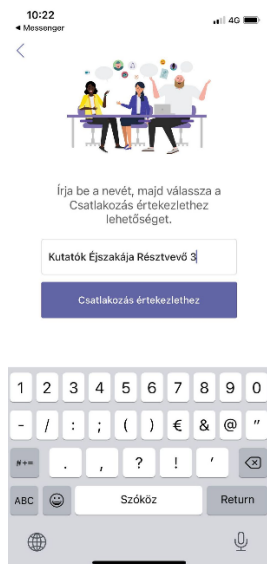 10:22
4G
◀ Messenger
Írja be a nevét, majd válassza a
Csatlakozás értekezlethez
lehetőséget.
Kutatók Éjszakája Résztvevő 3
Csatlakozás értekezlethez
1 2 3 4 5 6 7 8 9 0
- / : ; ( ) € & @ "
#+= . , ? ! '
ABC Szóköz Return